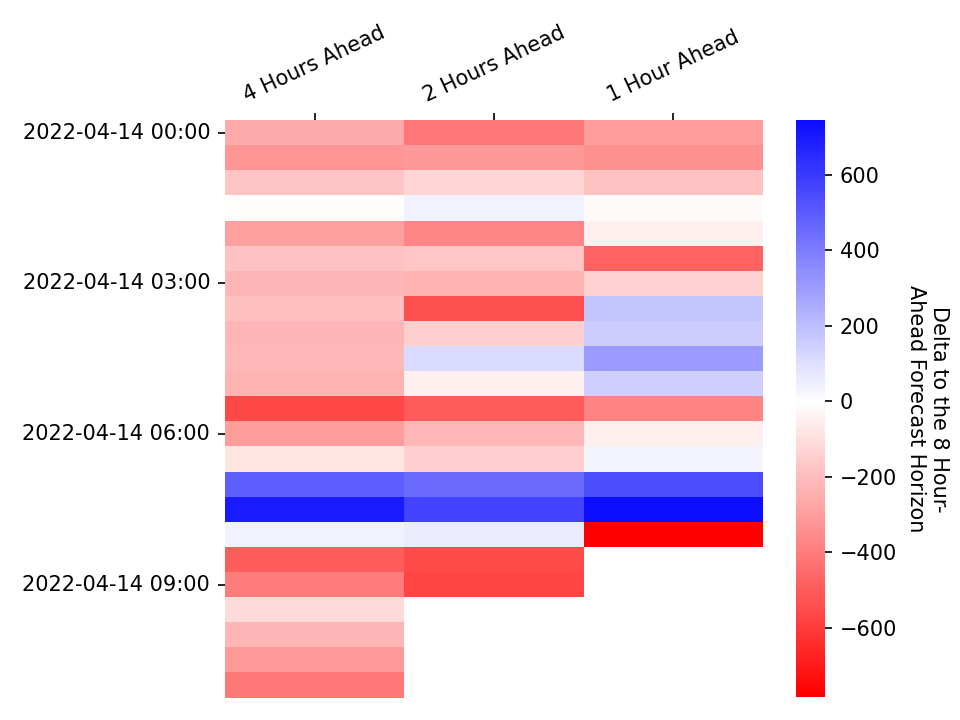 4 Hours Ahead
2 Hours Ahead
1 Hour Ahead
2022-04-14 00:00
2022-04-14 03:00
2022-04-14 06:00
2022-04-14 09:00
600
400
200
0
−200
−400
−600
Delta to the 8 Hour-
Ahead Forecast Horizon